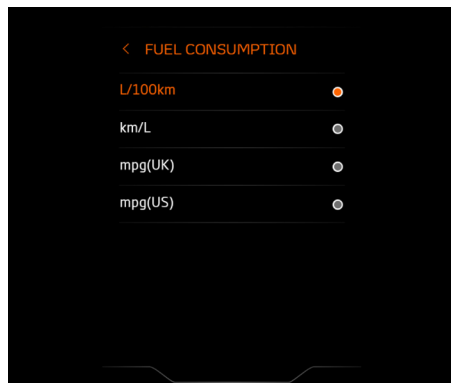 < FUEL CONSUMPTION
L/100km
km/L
mpg(UK)
mpg(US)